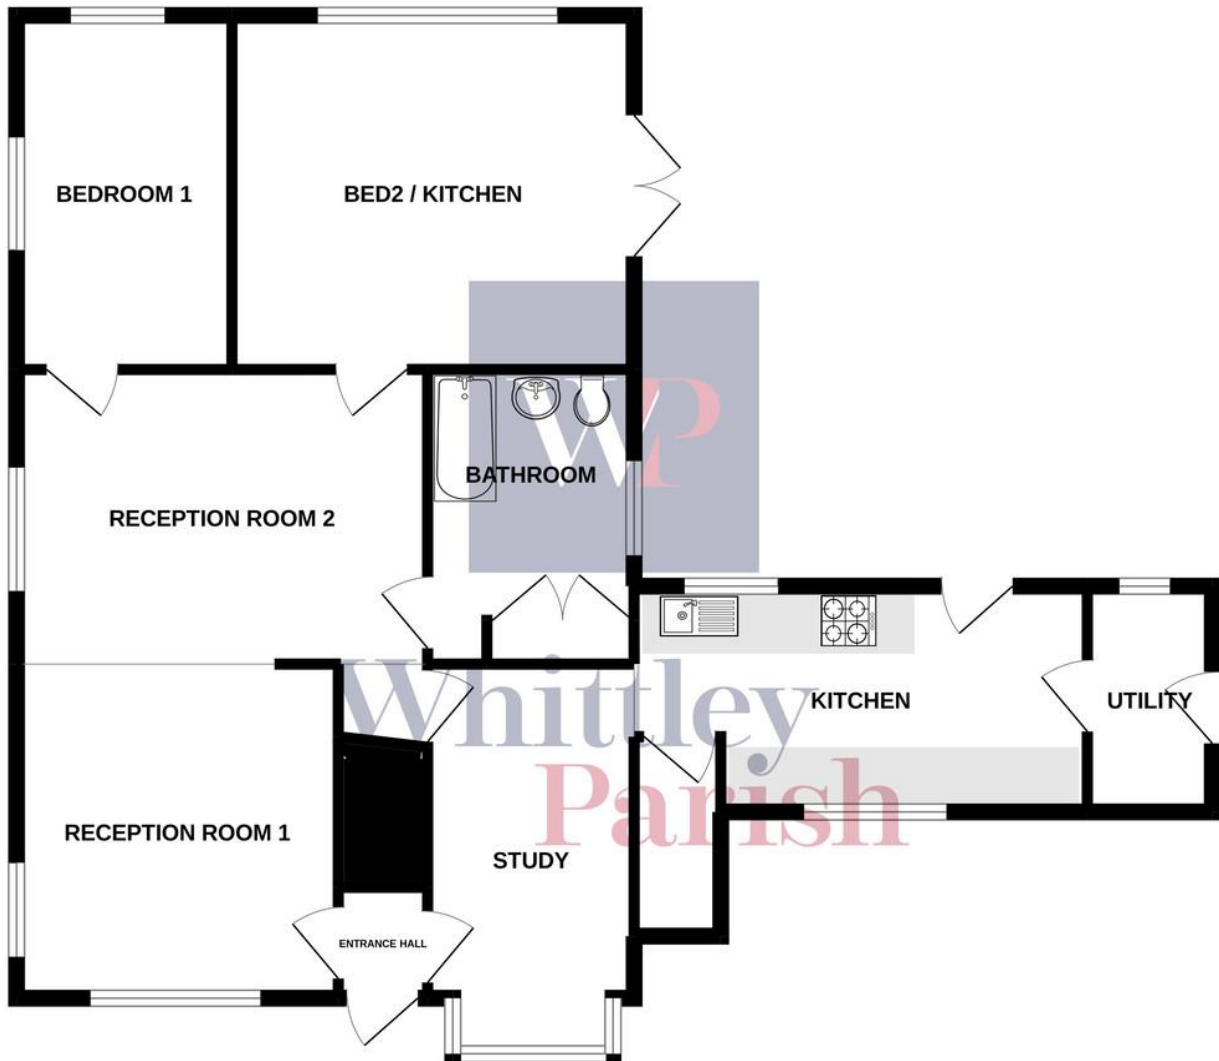 BEDROOM 1
BED2 / KITCHEN
WP
BATHROOM
RECEPTION ROOM 2
KITCHEN
UTILITY
Whittley
Parish
RECEPTION ROOM 1
STUDY
ENTRANCE HALL